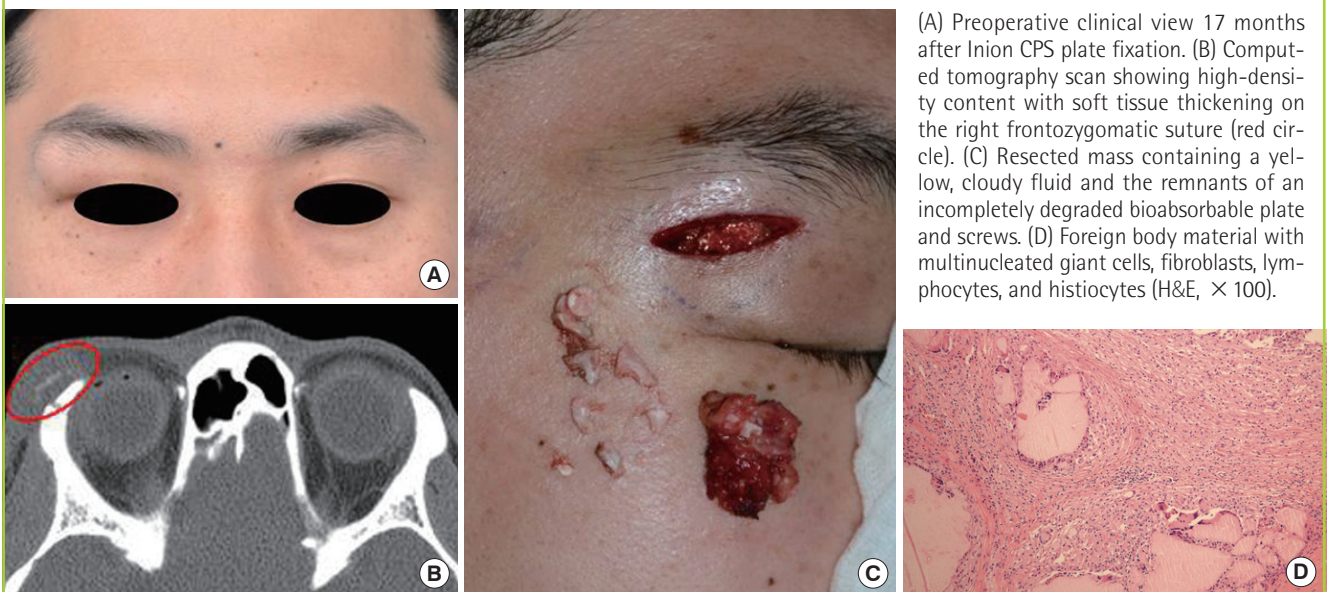 (A) Preoperative clinical view 17 months
after Inion CPS plate fixation. (B) Comput-
ed tomography scan showing high-densi-
ty content with soft tissue thickening on
the right frontozygomatic suture (red cir-
cle). (C) Resected mass containing a yel-
low, cloudy fluid and the remnants of an
incompletely degraded bioabsorbable plate
and screws. (D) Foreign body material with
multinucleated giant cells, fibroblasts, lym-
phocytes, and histiocytes (H&E, × 100).
A
B
C
D